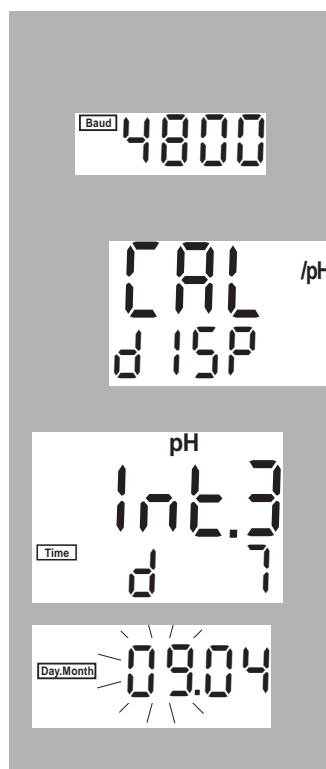 Baud 4800
CAL /pH
dISP
pH
Int.3
Time d 7
Day.Month 09.04